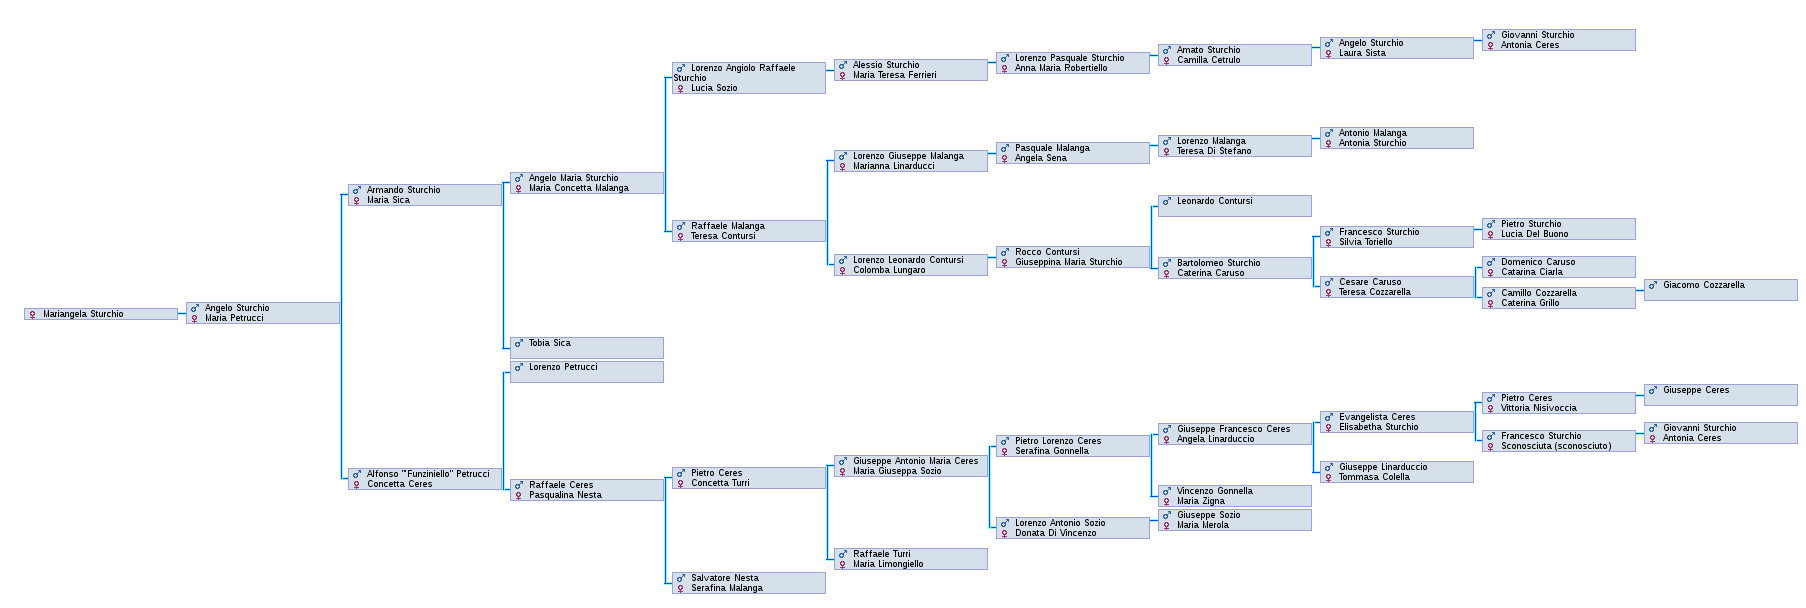 Mariangela Sturchio
Angelo Sturchio
Maria Petrucci
Armando Sturchio
Maria Sica
Alfonso "Funziniello" Petrucci
Concetta Ceres
Angelo Maria Sturchio
Maria Concetta Malanga
Tobia Sica
Lorenzo Petrucci
Raffaele Ceres
Pasqualina Nesta
Lorenzo Angiolo Raffaele
Sturchio
Lucia Sozio
Raffaele Malanga
Teresa Contursi
Pietro Ceres
Concetta Turri
Salvatore Nesta
Serafina Malanga
Alessio Sturchio
Maria Teresa Ferrieri
Lorenzo Giuseppe Malanga
Marianna Linarducci
Lorenzo Leonardo Contursi
Colomba Lungaro
Giuseppe Antonio Maria Ceres
Maria Giuseppa Sozio
Raffaele Turri
Maria Limongiello
Lorenzo Pasquale Sturchio
Anna Maria Robertiello
Pasquale Malanga
Angela Sena
Rocco Contursi
Giuseppina Maria Sturchio
Pietro Lorenzo Ceres
Serafina Gonnella
Lorenzo Antonio Sozio
Donata Di Vincenzo
Amato Sturchio
Camilla Cetrulo
Lorenzo Malanga
Teresa Di Stefano
Leonardo Contursi
Bartolomeo Sturchio
Caterina Caruso
Giuseppe Francesco Ceres
Angela Linarduccio
Vincenzo Gonnella
Maria Zigna
Giuseppe Sozio
Maria Merola
Angelo Sturchio
Laura Sista
Antonio Malanga
Antonia Sturchio
Francesco Sturchio
Silvia Toriello
Cesare Caruso
Teresa Cozzarella
Evangelista Ceres
Elisabetha Sturchio
Giuseppe Linarduccio
Tommasa Colella
Giovanni Sturchio
Antonia Ceres
Pietro Sturchio
Lucia Del Buono
Domenico Caruso
Catarina Ciarla
Camillo Cozzarella
Caterina Grillo
Pietro Ceres
Vittoria Nisivoccia
Francesco Sturchio
Sconosciuta (sconosciuto)
Giacomo Cozzarella
Giuseppe Ceres
Giovanni Sturchio
Antonia Ceres